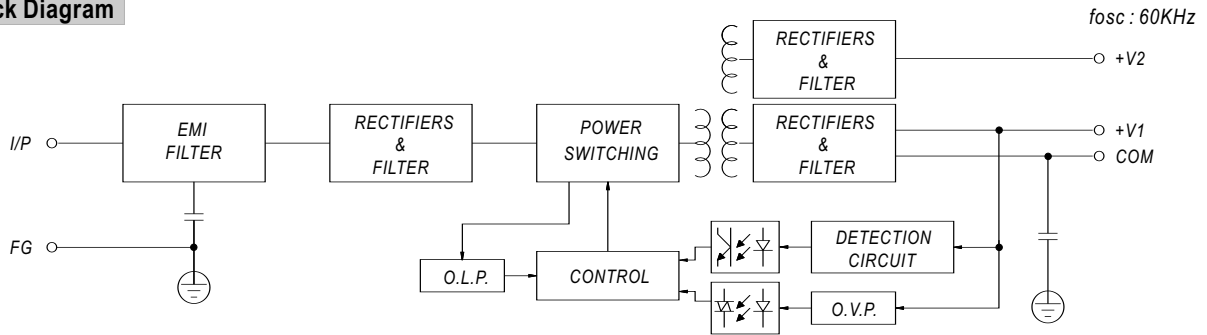 ck Diagram
fosc : 60KHz
RECTIFIERS
&
FILTER
+V2
I/P
EMI
FILTER
RECTIFIERS
&
FILTER
POWER
SWITCHING
RECTIFIERS
&
FILTER
+V1
COM
FG
O.L.P.
CONTROL
DETECTION
CIRCUIT
O.V.P.